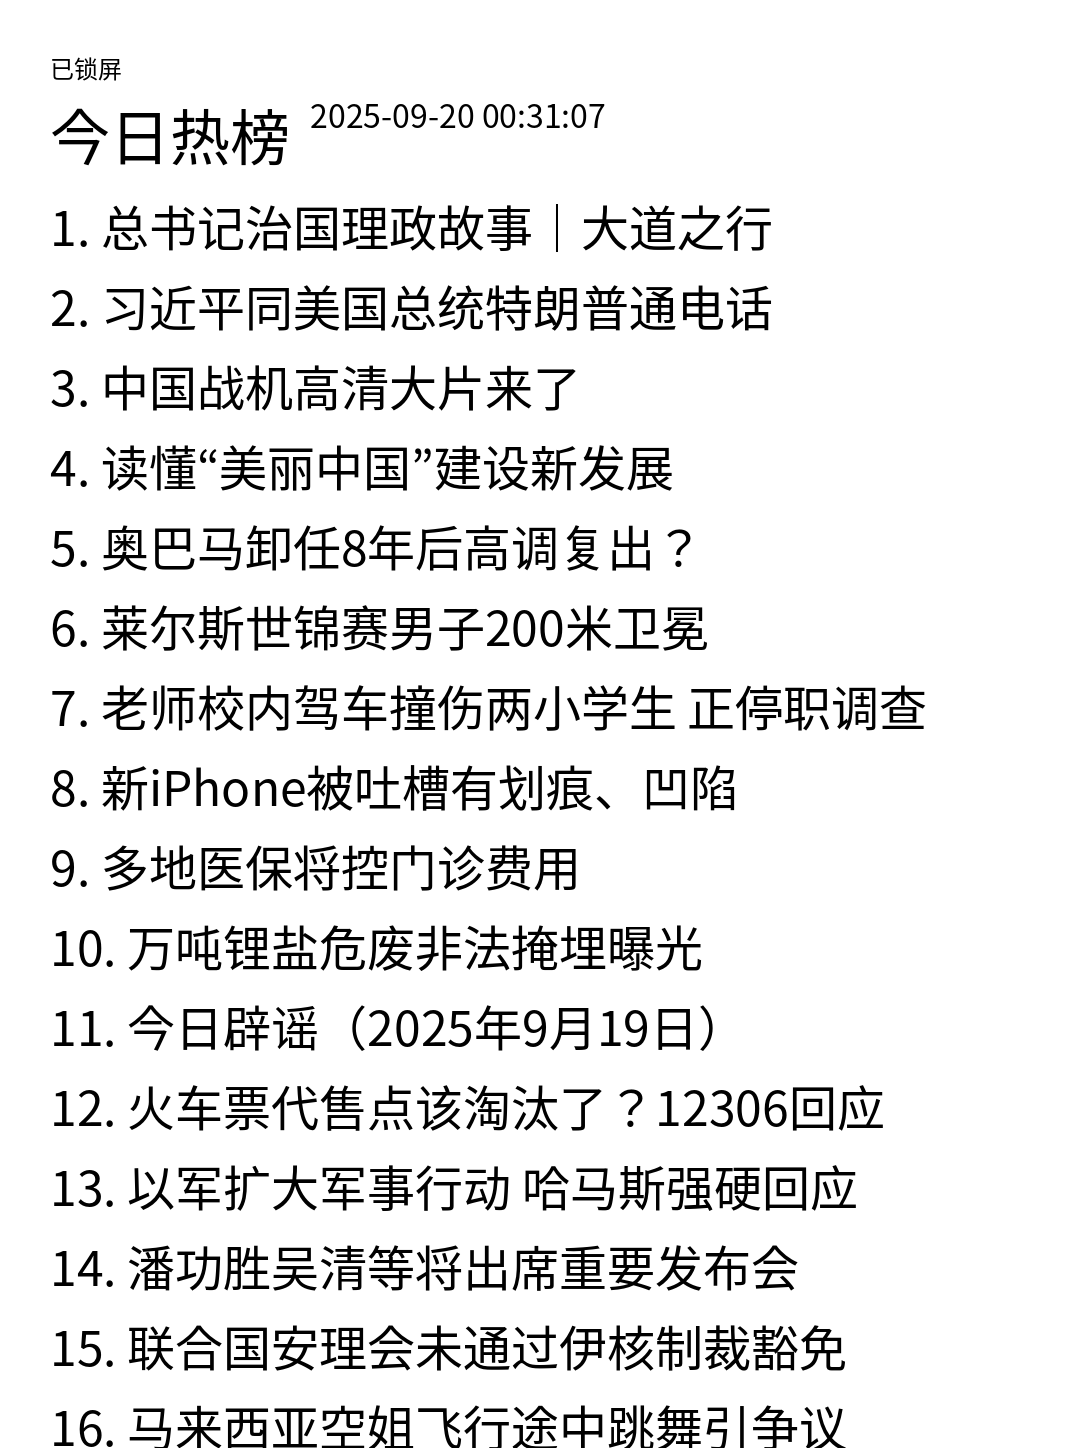 已锁屏
今日热榜 2025-09-20 00:31:07
1. 总书记治国理政故事｜大道之行
2. 习近平同美国总统特朗普通电话
3. 中国战机高清大片来了
4. 读懂“美丽中国”建设新发展
5. 奥巴马卸任8年后高调复出？
6. 莱尔斯世锦赛男子200米卫冕
7. 老师校内驾车撞伤两小学生 正停职调查
8. 新iPhone被吐槽有划痕、凹陷
9. 多地医保将控门诊费用
10. 万吨锂盐危废非法掩埋曝光
11. 今日辟谣（2025年9月19日）
12. 火车票代售点该淘汰了？12306回应
13. 以军扩大军事行动 哈马斯强硬回应
14. 潘功胜吴清等将出席重要发布会
15. 联合国安理会未通过伊核制裁豁免
16. 马来西亚空姐飞行途中跳舞引争议